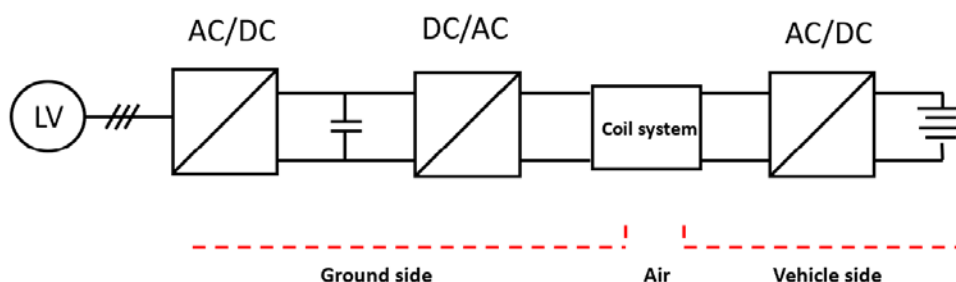 AC/DC
DC/AC
AC/DC
LV
Coil system
Ground side
Air
Vehicle side